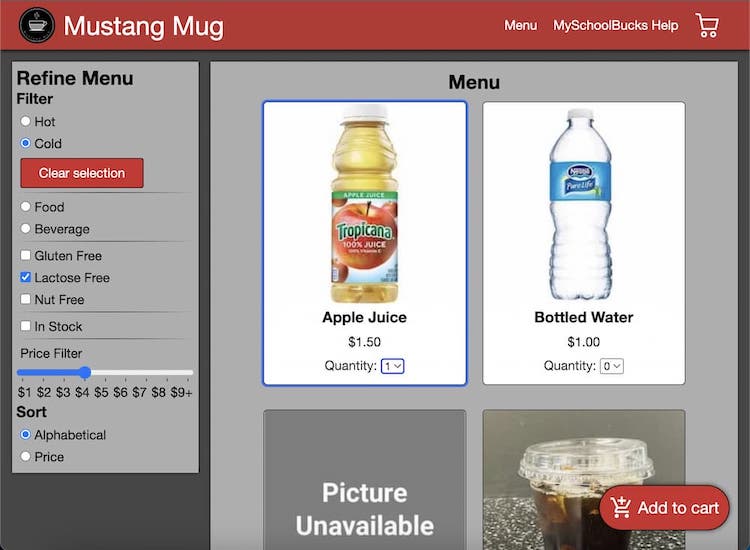 Mustang Mug
Menu
MySchoolBucks Help
Refine Menu
Filter
Hot
Cold
Clear selection
Food
Beverage
Gluten Free
Lactose Free
Nut Free
In Stock
Price Filter
$1 $2 $3 $4 $5 $6 $7 $8 $9+
Sort
Alphabetical
Price
Menu
APPLE JUICE
Tropicana
100% JUICE
Apple Juice
$1.50
Quantity: 1
Nestlé
Pure Life
Bottled Water
$1.00
Quantity: 0
Picture
Unavailable
Add to cart